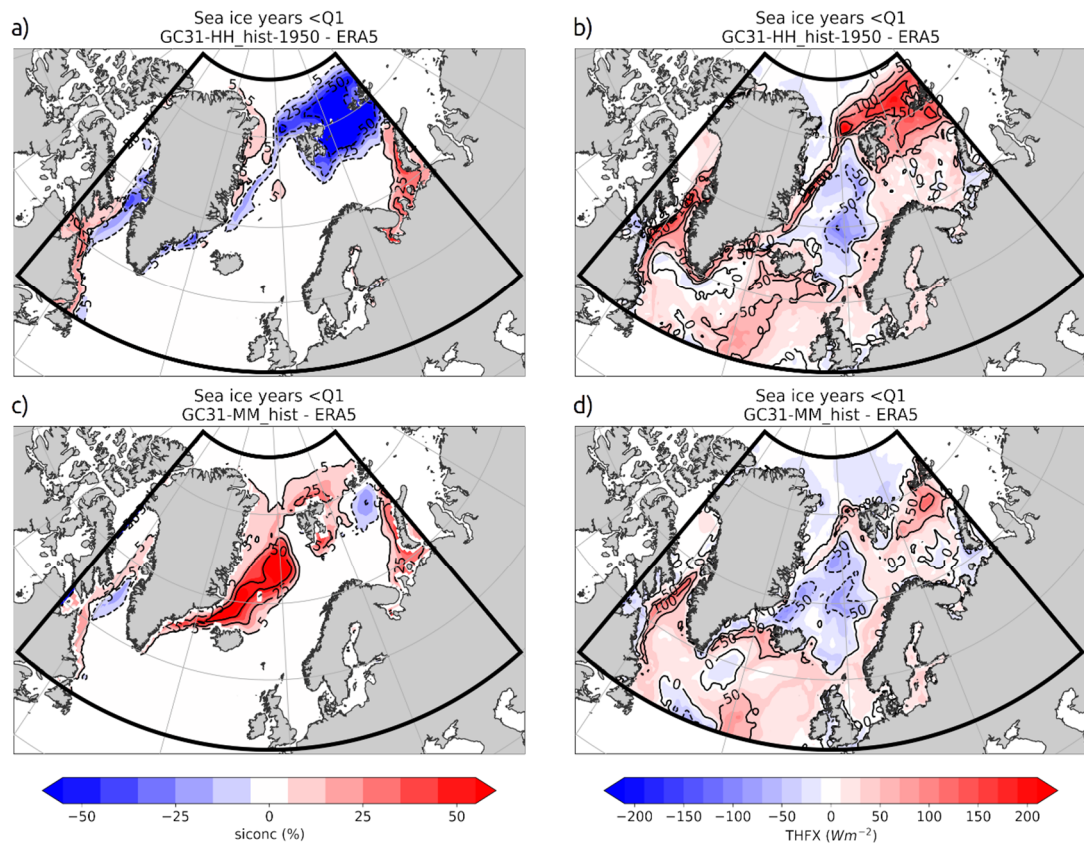 a)
Sea ice years <Q1
GC31-HH_hist-1950 - ERA5
b)
Sea ice years <Q1
GC31-HH_hist-1950 - ERA5
c)
Sea ice years <Q1
GC31-MM_hist - ERA5
d)
Sea ice years <Q1
GC31-MM_hist - ERA5
−50 −25 0 25 50
siconc (%)
−200 −150 −100 −50 0 50 100 150 200
THFX (Wm⁻²)